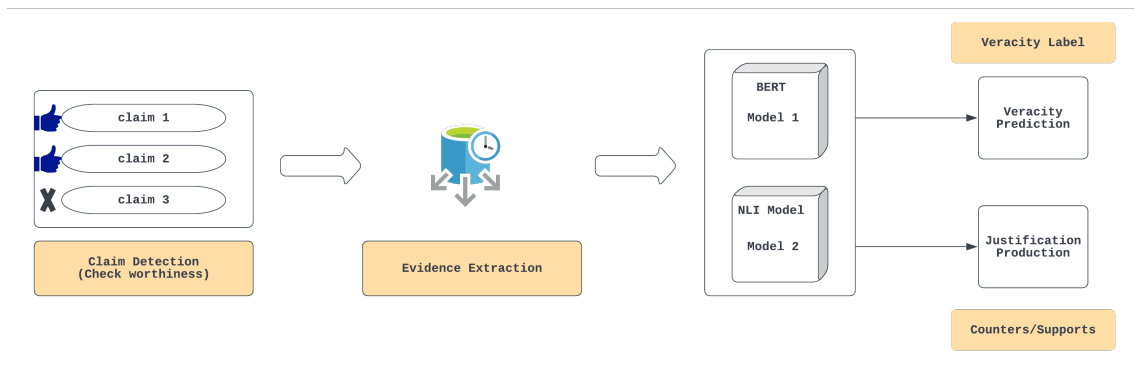 claim 1
claim 2
claim 3
Claim Detection
(Check worthiness)
Evidence Extraction
BERT
Model 1
NLI Model
Model 2
Veracity Label
Veracity
Prediction
Justification
Production
Counters/Supports